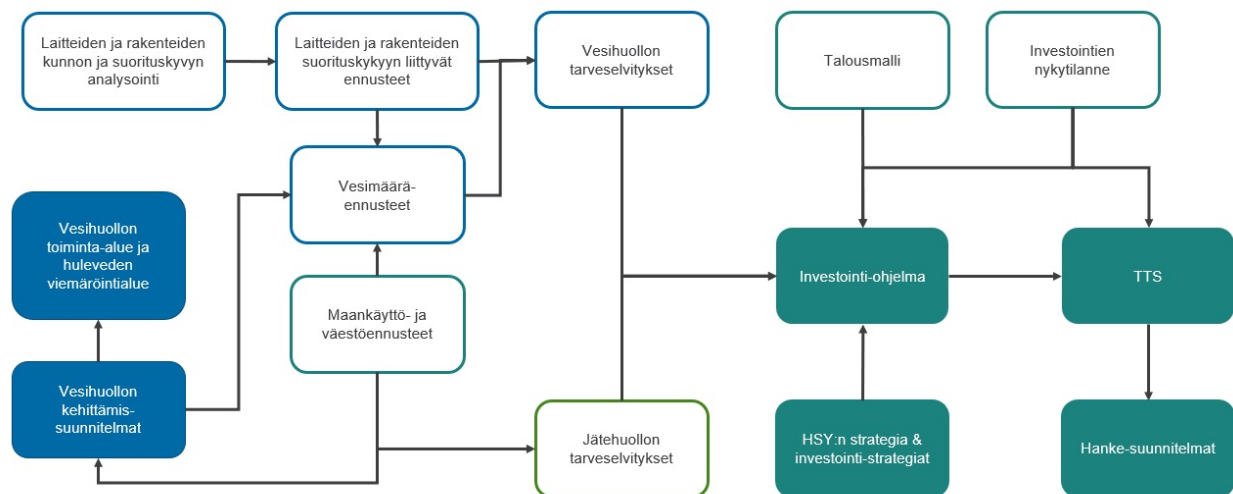 Laitteiden ja rakenteiden
kunnon ja suorituskyvyn
analysointi
Laitteiden ja rakenteiden
suorituskykyyn liittyvät
ennusteet
Vesihuollon
tarveselvitykset
Talousmalli
Investointien
nykytilanne
Vesimäärä-
ennusteet
Vesihuollon
toiminta-alue ja
huleveden
viemäröintialue
Investointi-ohjelma
TTS
Maankäyttö- ja
väestöennusteet
Vesihuollon
kehittämis-
suunnitelmat
Jätehuollon
tarveselvitykset
HSY:n strategia &
investointi-strategiat
Hanke-suunnitelmat